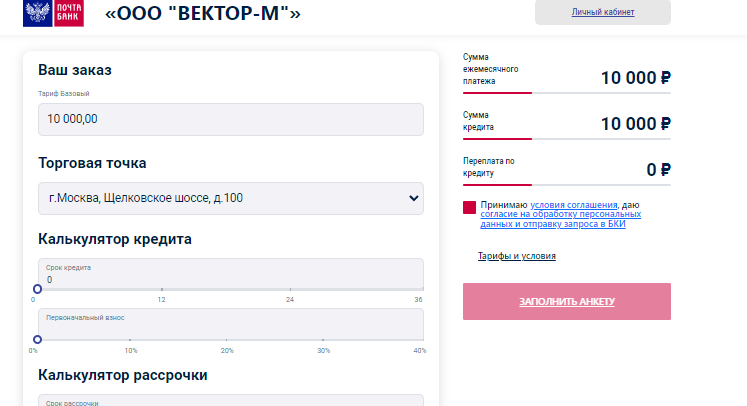 ПОЧТА
БАНК
«ООО "ВЕКТОР-М"»
Личный кабинет
Ваш заказ
Тариф Базовый
10 000,00
Торговая точка
г.Москва, Щелковское шоссе, д.100
Калькулятор кредита
Срок кредита
0
0 12 24 36
Первоначальный взнос
0% 10% 20% 30% 40%
Калькулятор рассрочки
Срок рассрочки
Сумма
ежемесячного
платежа
10 000 ₽
Сумма
кредита
10 000 ₽
Переплата по
кредиту
0 ₽
Принимаю условия соглашения, даю
согласие на обработку персональных
данных и отправку запроса в БКИ
Тарифы и условия
ЗАПОЛНИТЬ АНКЕТУ